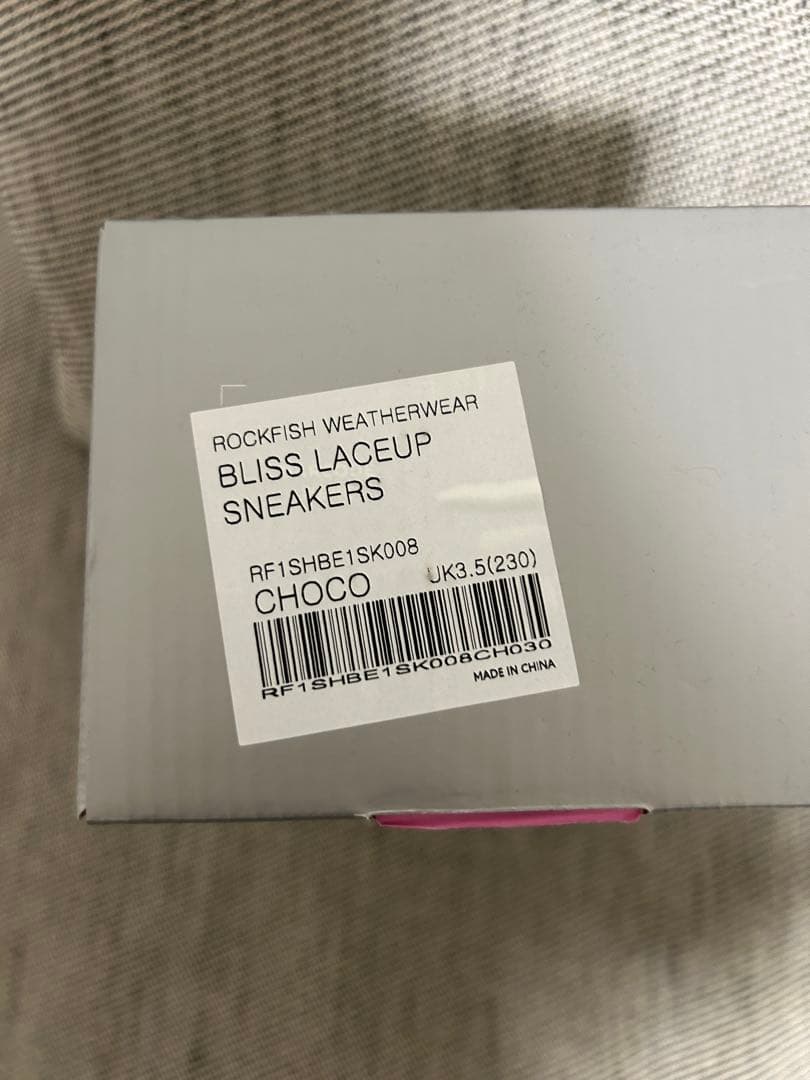 ROCKFISH WEATHERWEAR
BLISS LACEUP
SNEAKERS
RF1SHBE1SK008
CHOCO UK3.5(230)
RF1SHBE1SK008CH030
MADE IN CHINA